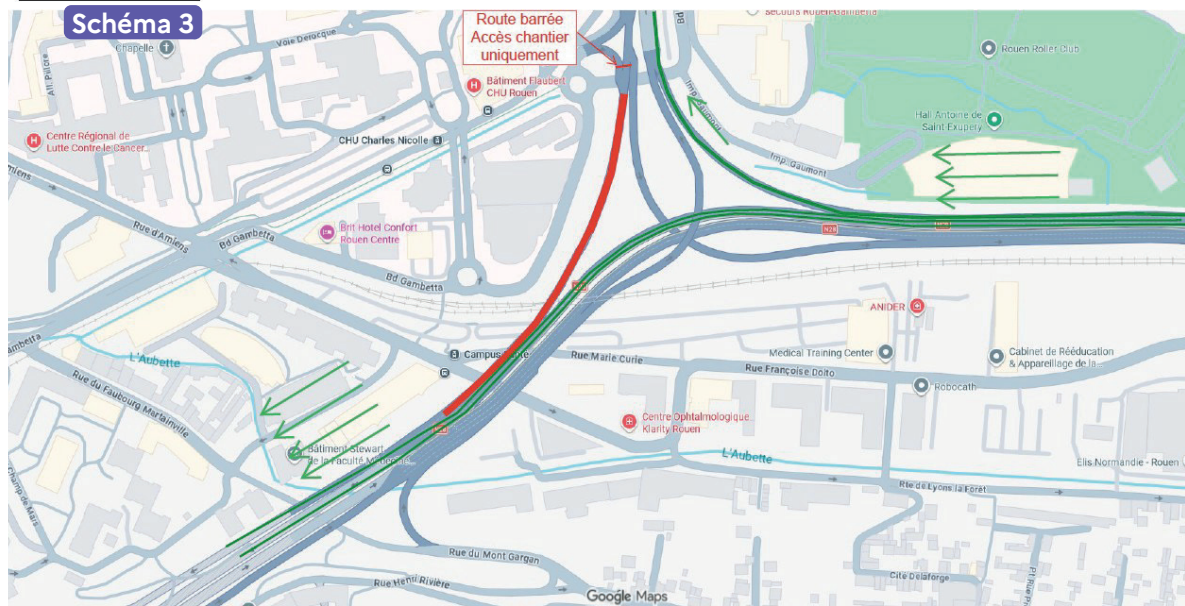 Schéma 3
Route barrée
Accès chantier
uniquement
Secours Rouen-Gambetta
Chapelle
Voie Derocque
Rouen Roller Club
Bâtiment Flaubert
CHU Rouen
Imp. Gaumont
Hall Antoine de
Saint-Exupéry
Centre Régional de
Lutte Contre le Cancer...
CHU Charles Nicolle
Imp. Gaumont
Rue d'Amiens
Bd Gambetta
Brit Hotel Confort
Rouen Centre
N28
Bd Gambetta
ANIDER
L'Aubette
Rue Marie Curie
Medical Training Center
Cabinet de Rééducation
& Appareillage de la...
Rue Françoise Dolto
Rue du Faubourg Martainville
Robocath
Centre Ophtalmologique
Klarity Rouen
Bâtiment Stewart
de la Faculté
L'Aubette
Elis Normandie - Rouen
Champ de Mars
Rte de Lyons la Forêt
Rue du Mont Gargan
Rue Henri Rivière
Cité Delaforge
Google Maps